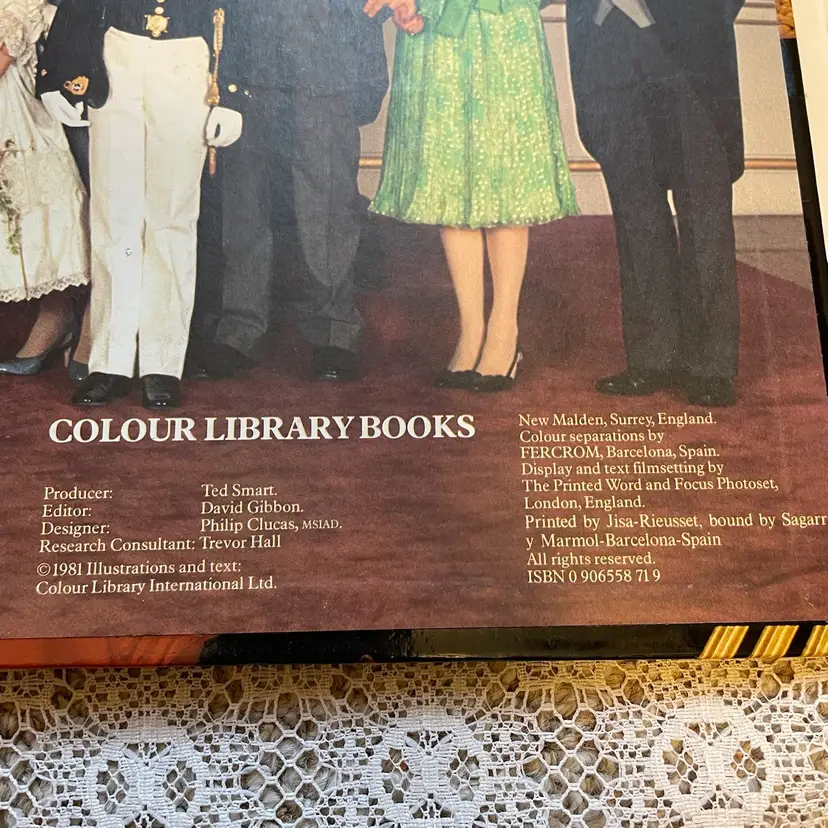 COLOUR LIBRARY BOOKS
Producer: Ted Smart.
Editor: David Gibbon.
Designer: Philip Clucas, MSIAD.
Research Consultant: Trevor Hall
©1981 Illustrations and text:
Colour Library International Ltd.
New Malden, Surrey, England.
Colour separations by
FERCROM, Barcelona, Spain.
Display and text filmsetting by
The Printed Word and Focus Photoset,
London, England.
Printed by Jisa-Rieusset, bound by Sagarr
y Marmol-Barcelona-Spain
All rights reserved.
ISBN 0 906558 71 9